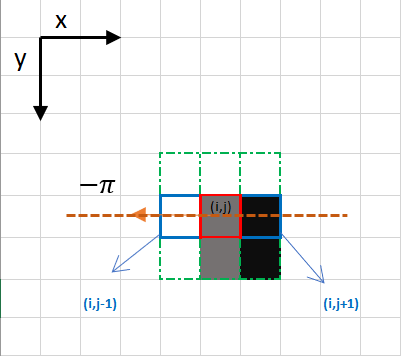 x
y
−π
(i,j)
(i,j-1)
(i,j+1)